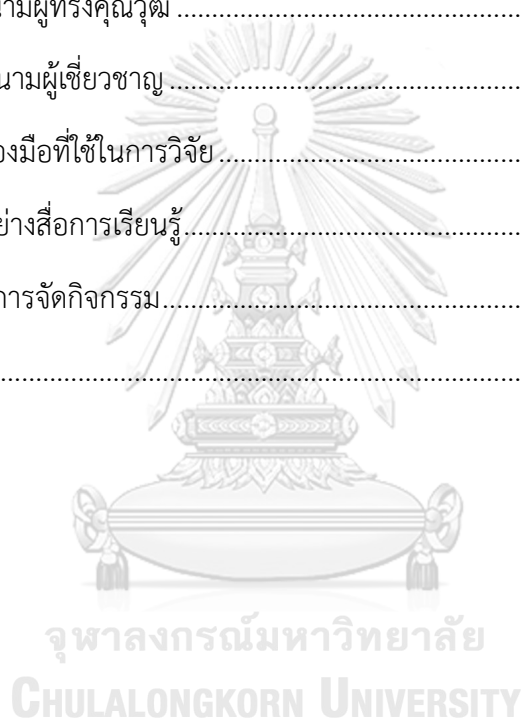 นามผู้ทรงคุณวุฒิ ........................................................
นามผู้เชี่ยวชาญ ........................................................
องมือที่ใช้ในการวิจัย ........................................................
ย่างสื่อการเรียนรู้ ........................................................
การจัดกิจกรรม ........................................................
........................................................
จุฬาลงกรณ์มหาวิทยาลัย
CHULALONGKORN UNIVERSITY